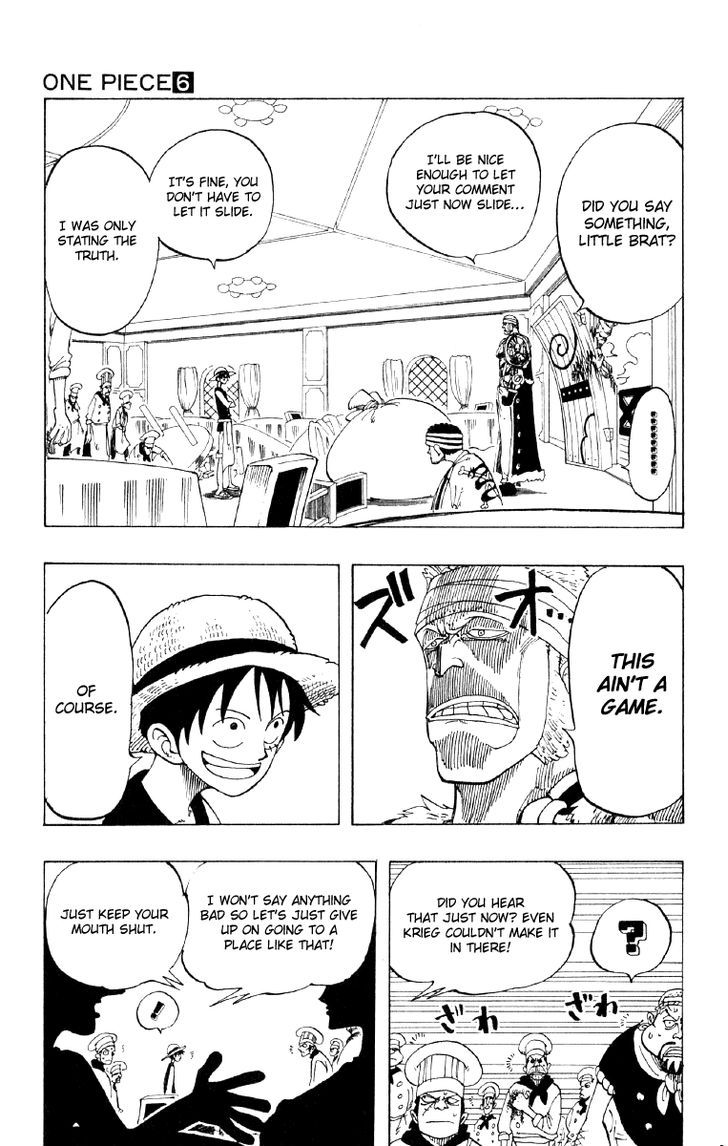 ONE PIECE 6
DID YOU SAY
SOMETHING,
LITTLE BRAT?
I'LL BE NICE
ENOUGH TO LET
YOUR COMMENT
JUST NOW SLIDE...
IT'S FINE, YOU
DON'T HAVE TO
LET IT SLIDE.
I WAS ONLY
STATING THE
TRUTH.
THIS
AIN'T A
GAME.
ズオ..
OF
COURSE.
DID YOU HEAR
THAT JUST NOW? EVEN
KRIEG COULDN'T MAKE IT
IN THERE!
?
ざわ
ざわ
I WON'T SAY ANYTHING
BAD SO LET'S JUST GIVE
UP ON GOING TO A
PLACE LIKE THAT!
JUST KEEP YOUR
MOUTH SHUT.
!